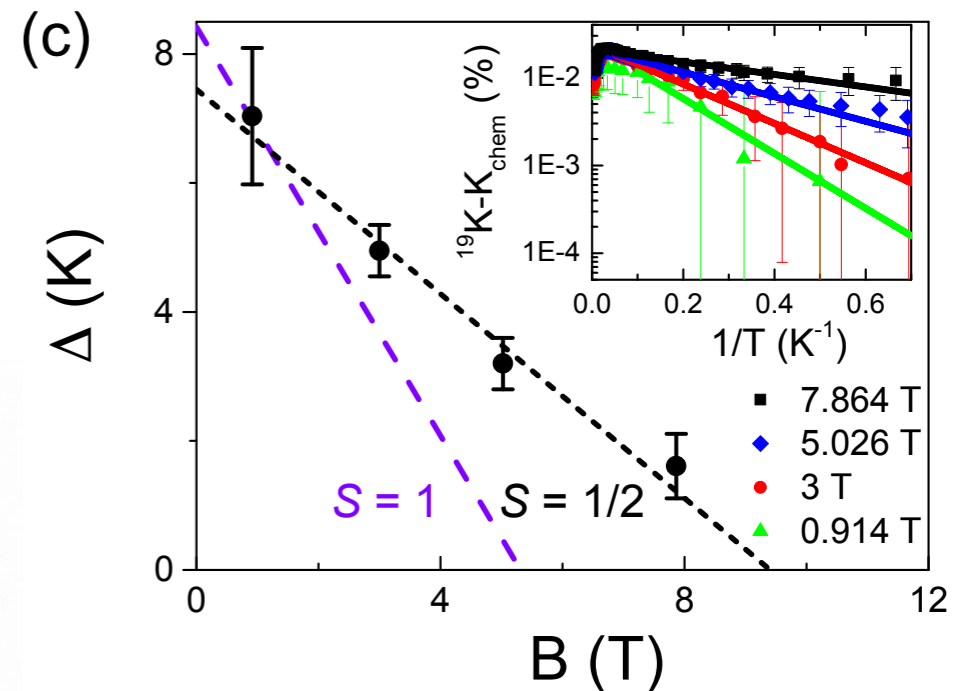 (c)
8
4
0
Δ (K)
0
4
8
12
B (T)
S = 1
S = 1/2
¹⁹K-K_chem (%)
1E-2
1E-3
1E-4
0.0
0.2
0.4
0.6
1/T (K⁻¹)
7.864 T
5.026 T
3 T
0.914 T